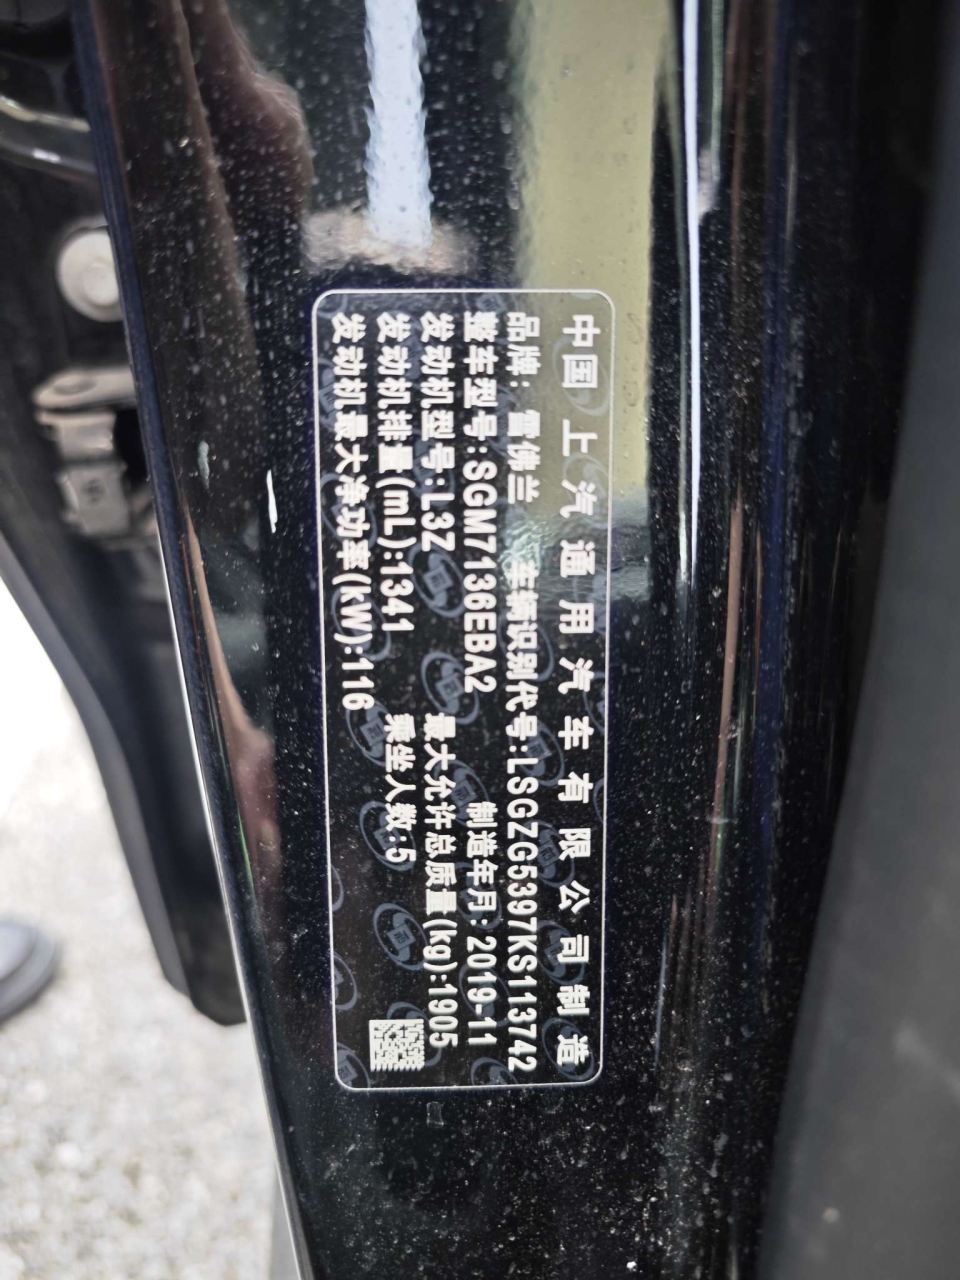 中国上汽通用汽车有限公司制造
品牌: 雪佛兰 车辆识别代号:LSGZG5397KS113742
整车型号:SGM7136EBA2 制造年月: 2019-11
发动机型号:L3Z 最大允许总质量(kg):1905
发动机排量(mL):1341 乘坐人数:5
发动机最大净功率(kW):116